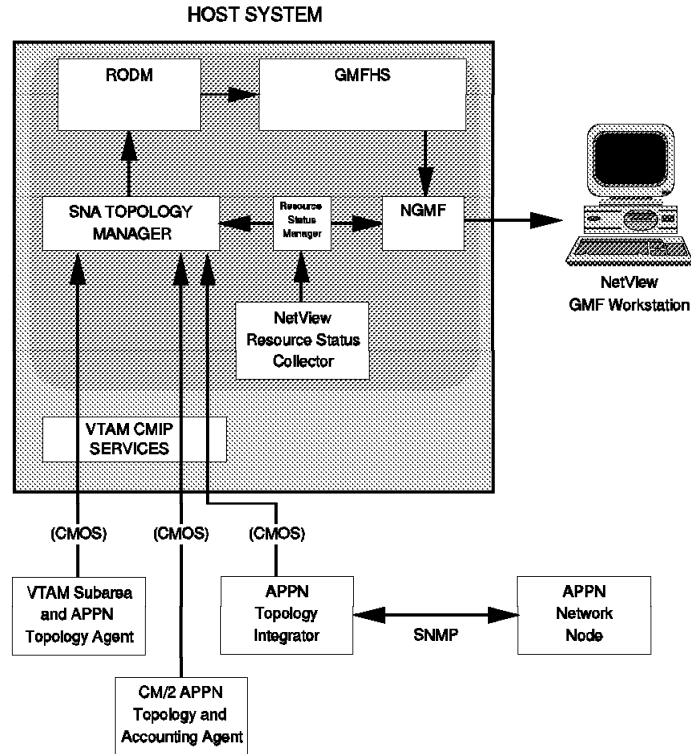 HOST SYSTEM
RODM
GMFHS
SNA TOPOLOGY
MANAGER
Resource
Status
Manager
NGMF
NetView
GMF Workstation
NetView
Resource Status
Collector
VTAM CMIP
SERVICES
(CMOS)
(CMOS)
(CMOS)
VTAM Subarea
and APPN
Topology Agent
APPN
Topology
Integrator
SNMP
APPN
Network
Node
CM/2 APPN
Topology and
Accounting Agent